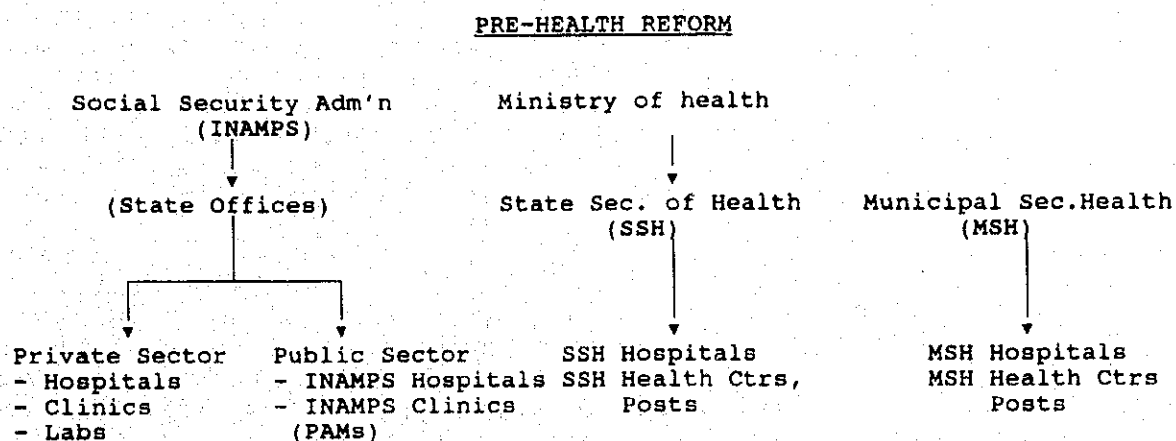 PRE-HEALTH REFORM
Social Security Adm'n
(INAMPS)
Ministry of health
(State Offices)
State Sec. of Health
(SSH)
Municipal Sec.Health
(MSH)
Private Sector
- Hospitals
- Clinics
- Labs
Public Sector
- INAMPS Hospitals
- INAMPS Clinics
(PAMs)
SSH Hospitals
SSH Health Ctrs,
Posts
MSH Hospitals
MSH Health Ctrs
Posts